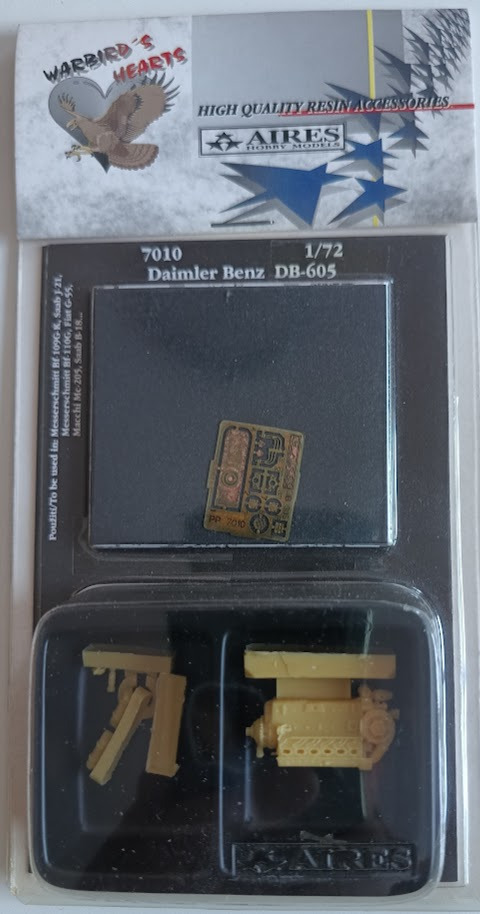 WARBIRD'S
HEARTS
HIGH QUALITY RESIN ACCESSORIES
AIRES
HOBBY MODELS
7010 1/72
Daimler Benz DB-605
Použití/To be used in: Messerschmitt Bf-109G-K, Saab J-21,
Messerschmitt Bf-110G, Fiat G-55,
Macchi Mc-205, Saab B-18...
PP 7010
AIRES